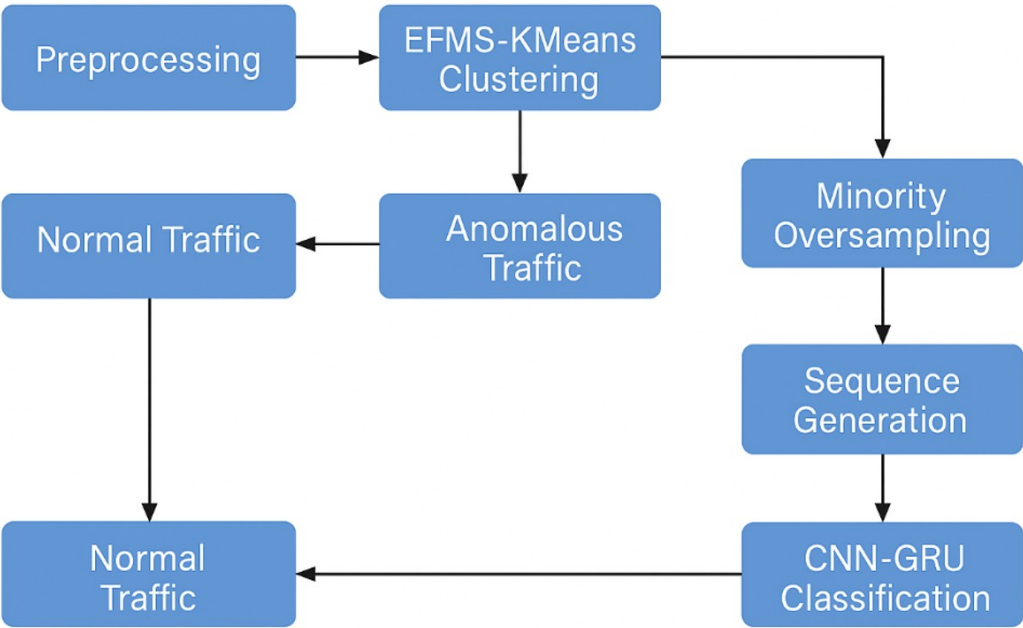 Preprocessing
EFMS-KMeans
Clustering
Normal Traffic
Anomalous
Traffic
Minority
Oversampling
Sequence
Generation
Normal
Traffic
CNN-GRU
Classification